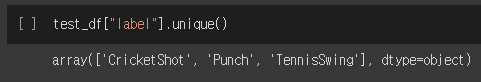 [ ] test_df["label"].unique()
array(['CricketShot', 'Punch', 'TennisSwing'], dtype=object)